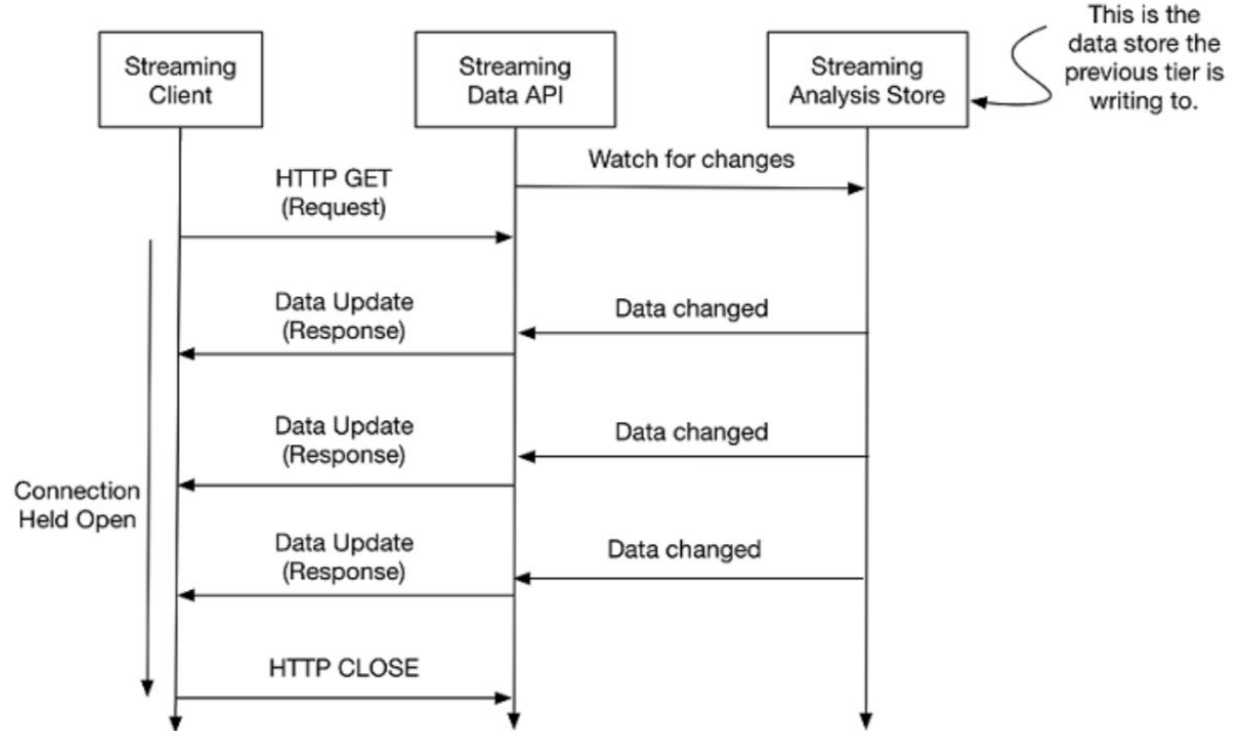 This is the
data store the
previous tier is
writing to.
Streaming
Client
Streaming
Data API
Streaming
Analysis Store
Watch for changes
HTTP GET
(Request)
Data Update
(Response)
Data changed
Data Update
(Response)
Data changed
Connection
Held Open
Data Update
(Response)
Data changed
HTTP CLOSE